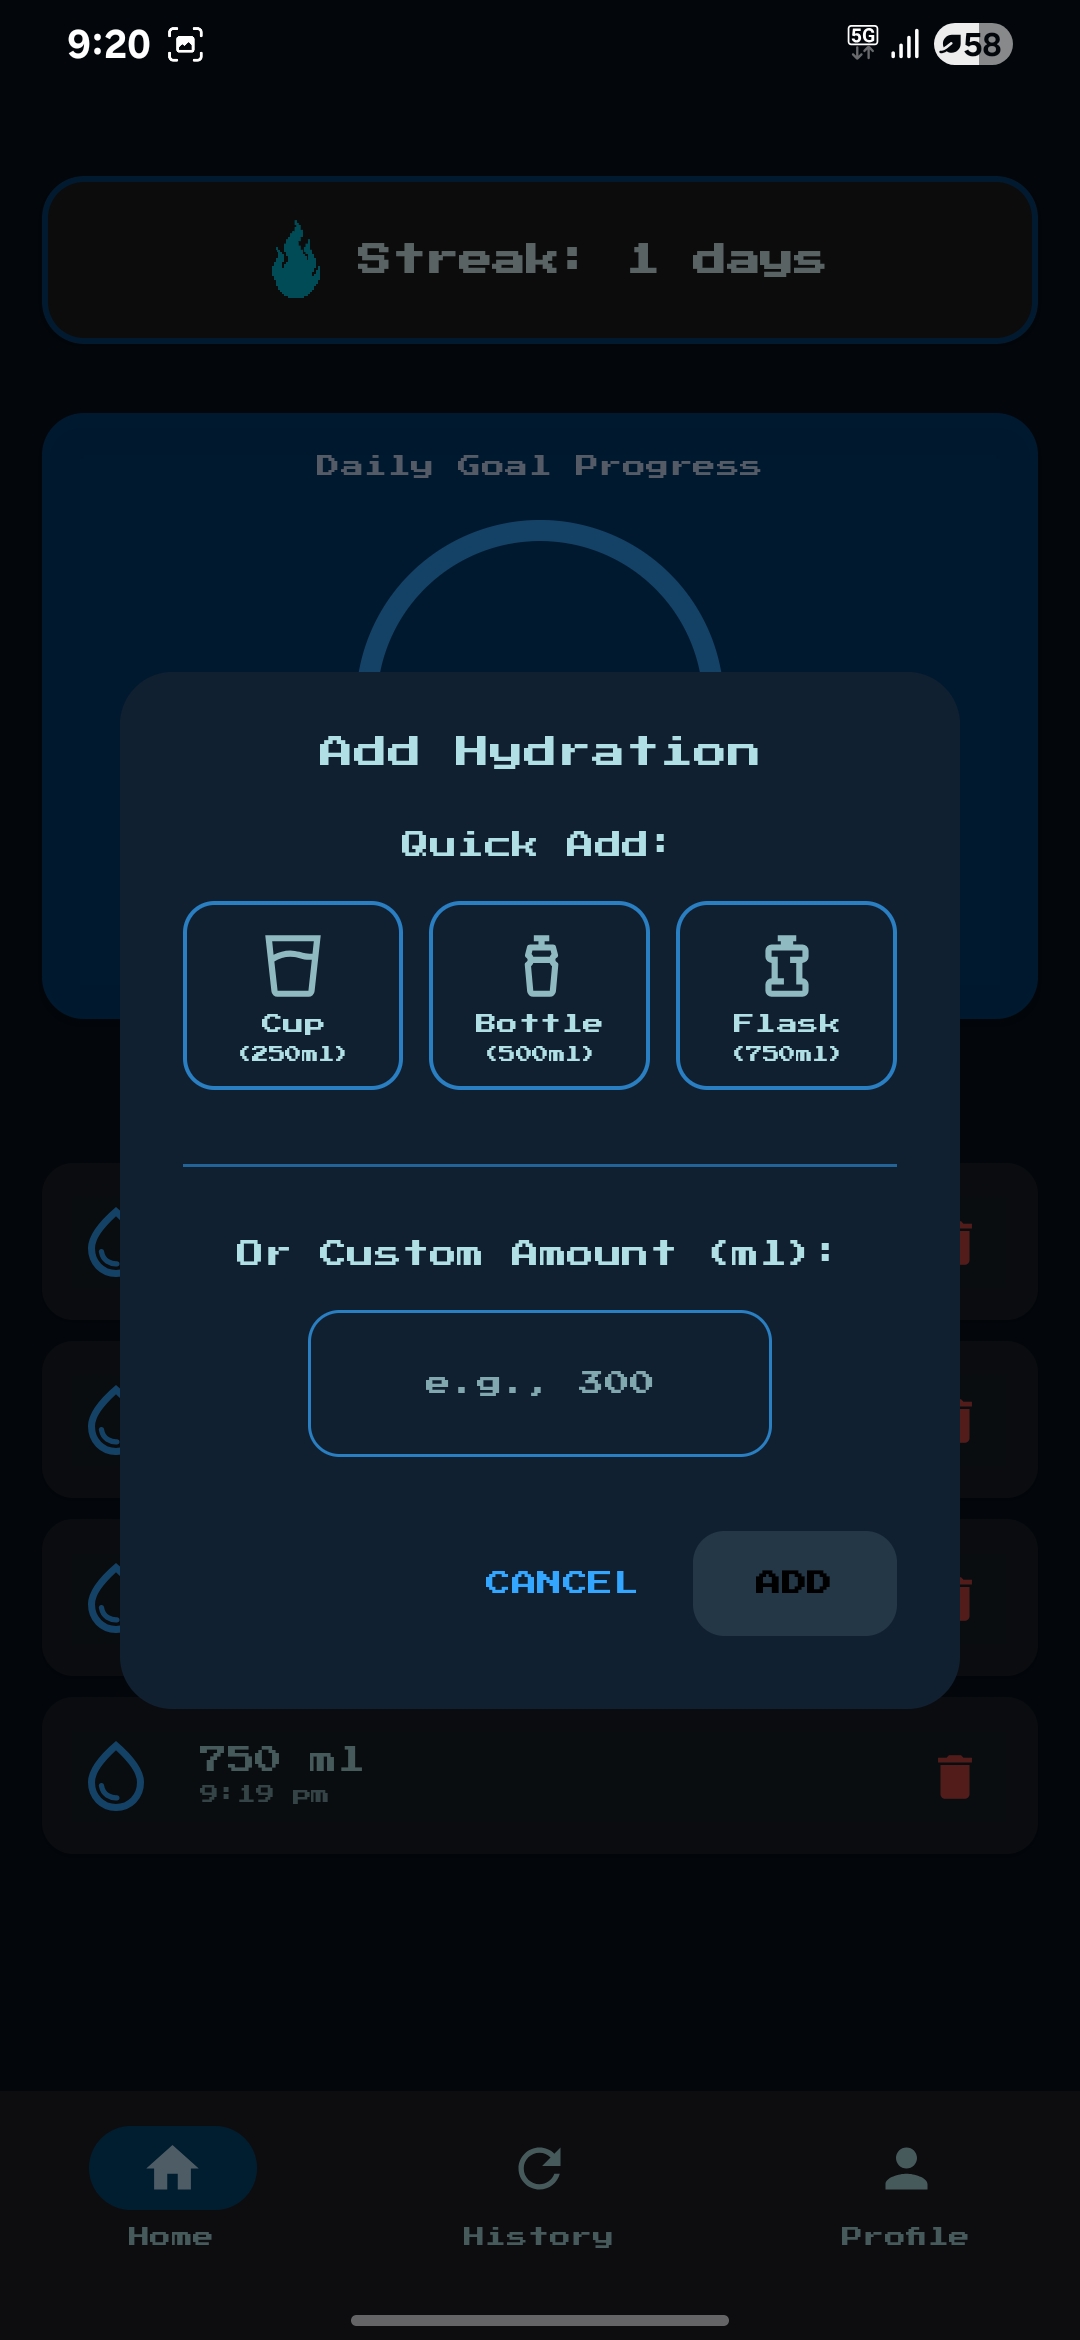 9:20
5G
58
Streak: 1 days
Daily Goal Progress
Add Hydration
Quick Add:
Cup
(250ml)
Bottle
(500ml)
Flask
(750ml)
Or Custom Amount (ml):
e.g., 300
CANCEL
ADD
750 ml
9:19 pm
Home
History
Profile